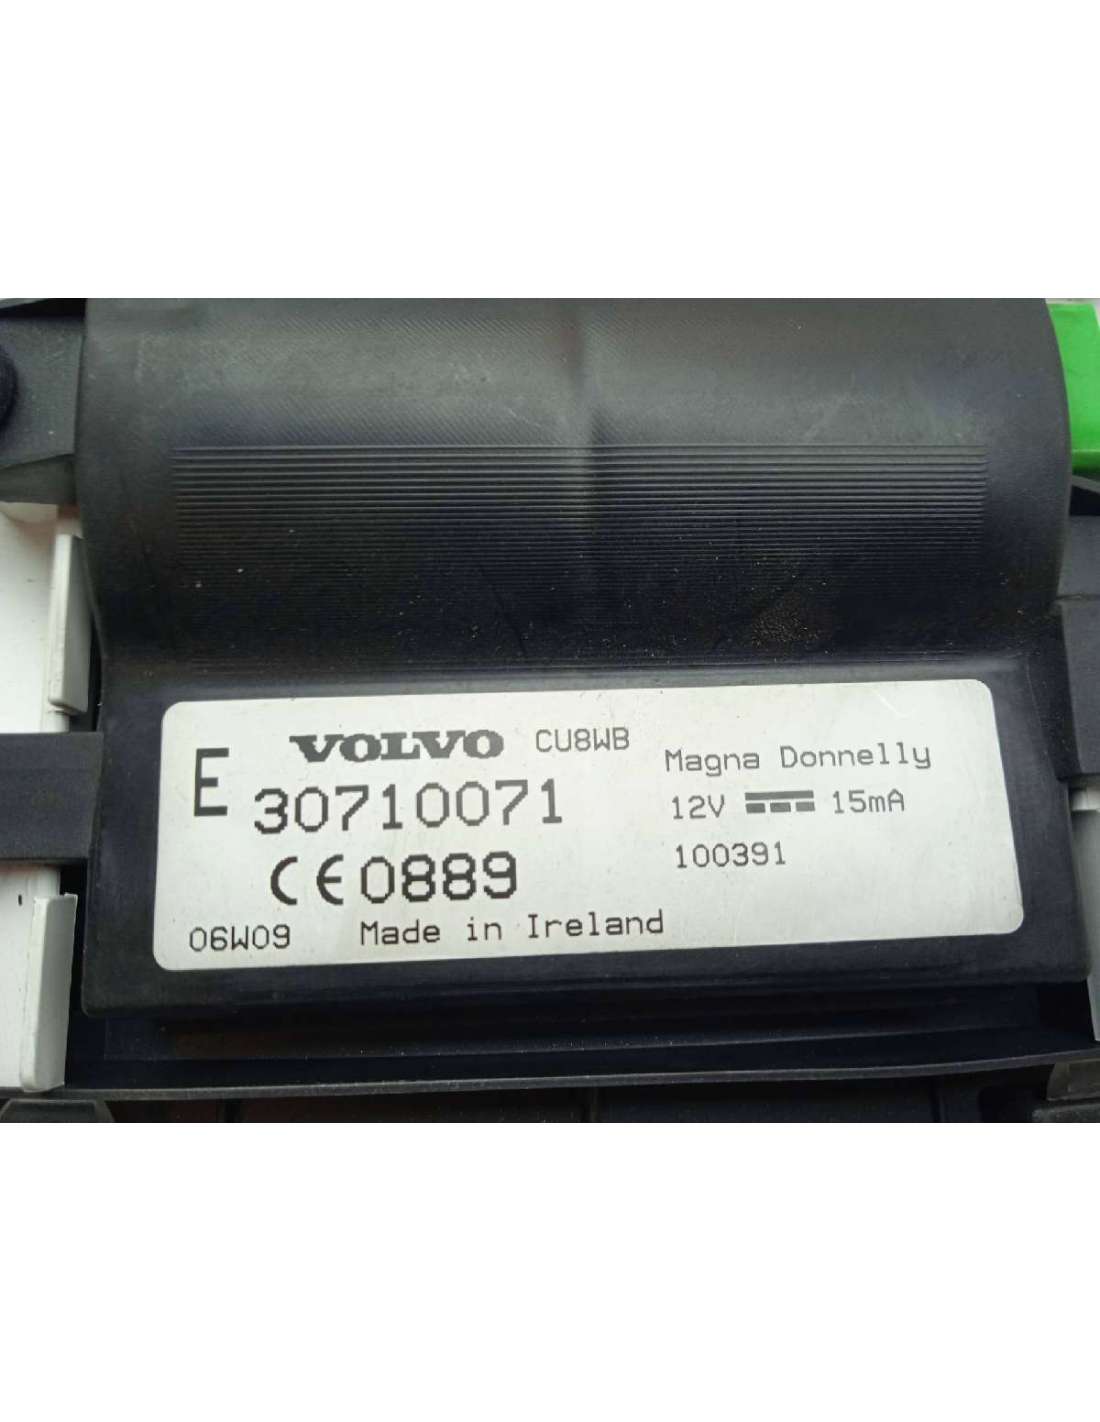 E VOLVO CU8WB
30710071
CE0889
06W09 Made in Ireland
Magna Donnelly
12V 15mA
100391